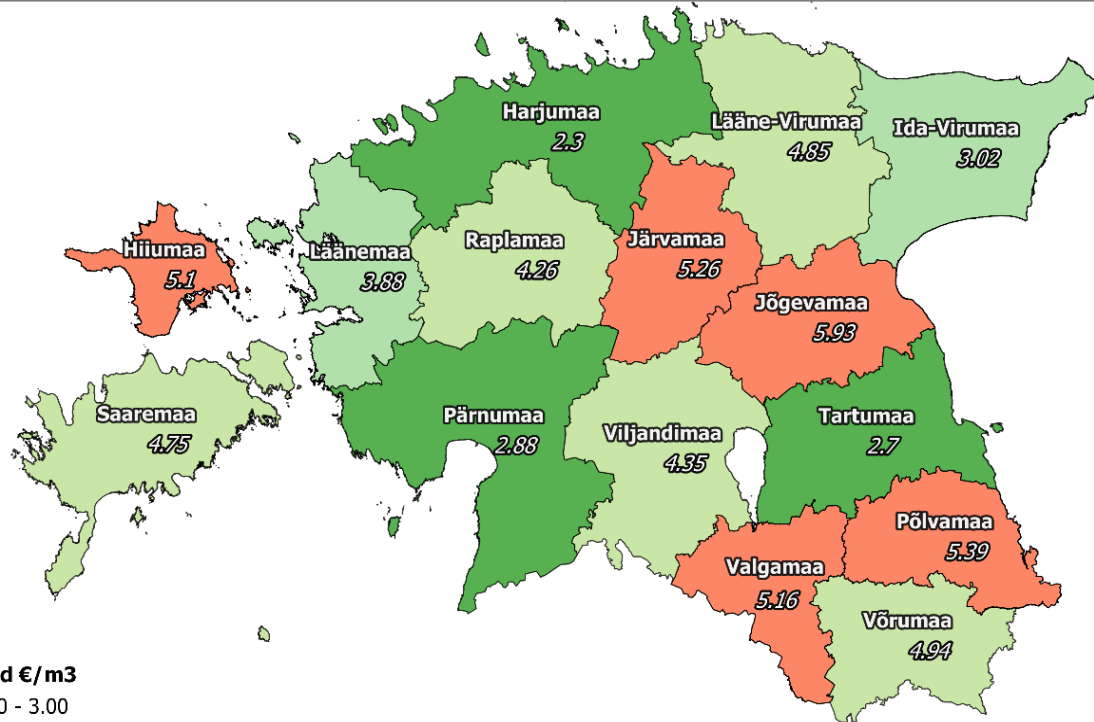 Harjumaa
2.3
Lääne-Virumaa
4.85
Ida-Virumaa
3.02
Hiiumaa
5.1
Läänemaa
3.88
Raplamaa
4.26
Järvamaa
5.26
Jõgevamaa
5.93
Saaremaa
4.75
Pärnumaa
2.88
Viljandimaa
4.35
Tartumaa
2.7
Põlvamaa
5.39
Valgamaa
5.16
Võrumaa
4.94
d €/m3
0 - 3.00